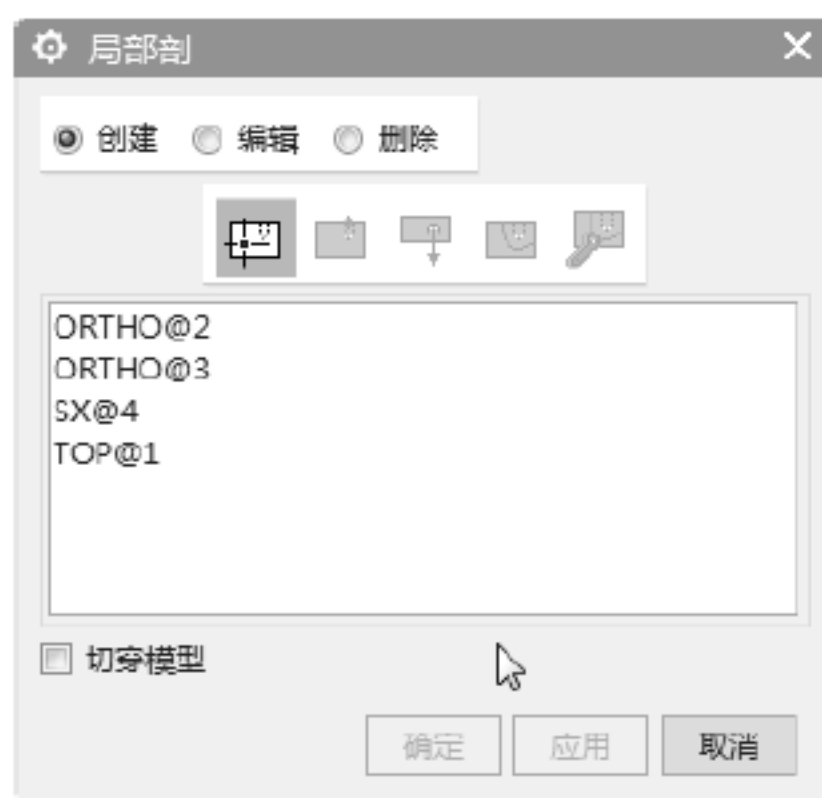 局部剖
创建 编辑 删除
ORTHO@2
ORTHO@3
SX@4
TOP@1
切穿模型
确定 应用 取消